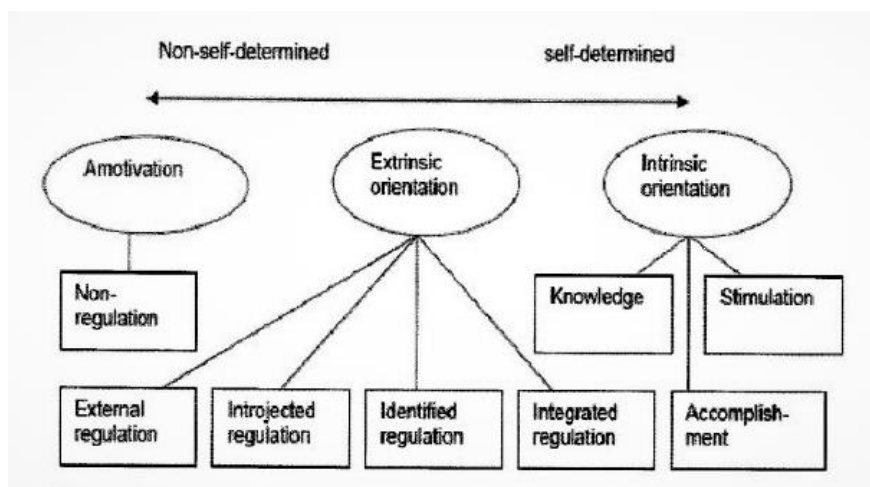 Non-self-determined
self-determined
Amotivation
Extrinsic
orientation
Intrinsic
orientation
Non-
regulation
Knowledge
Stimulation
External
regulation
Introjected
regulation
Identified
regulation
Integrated
regulation
Accomplish-
ment